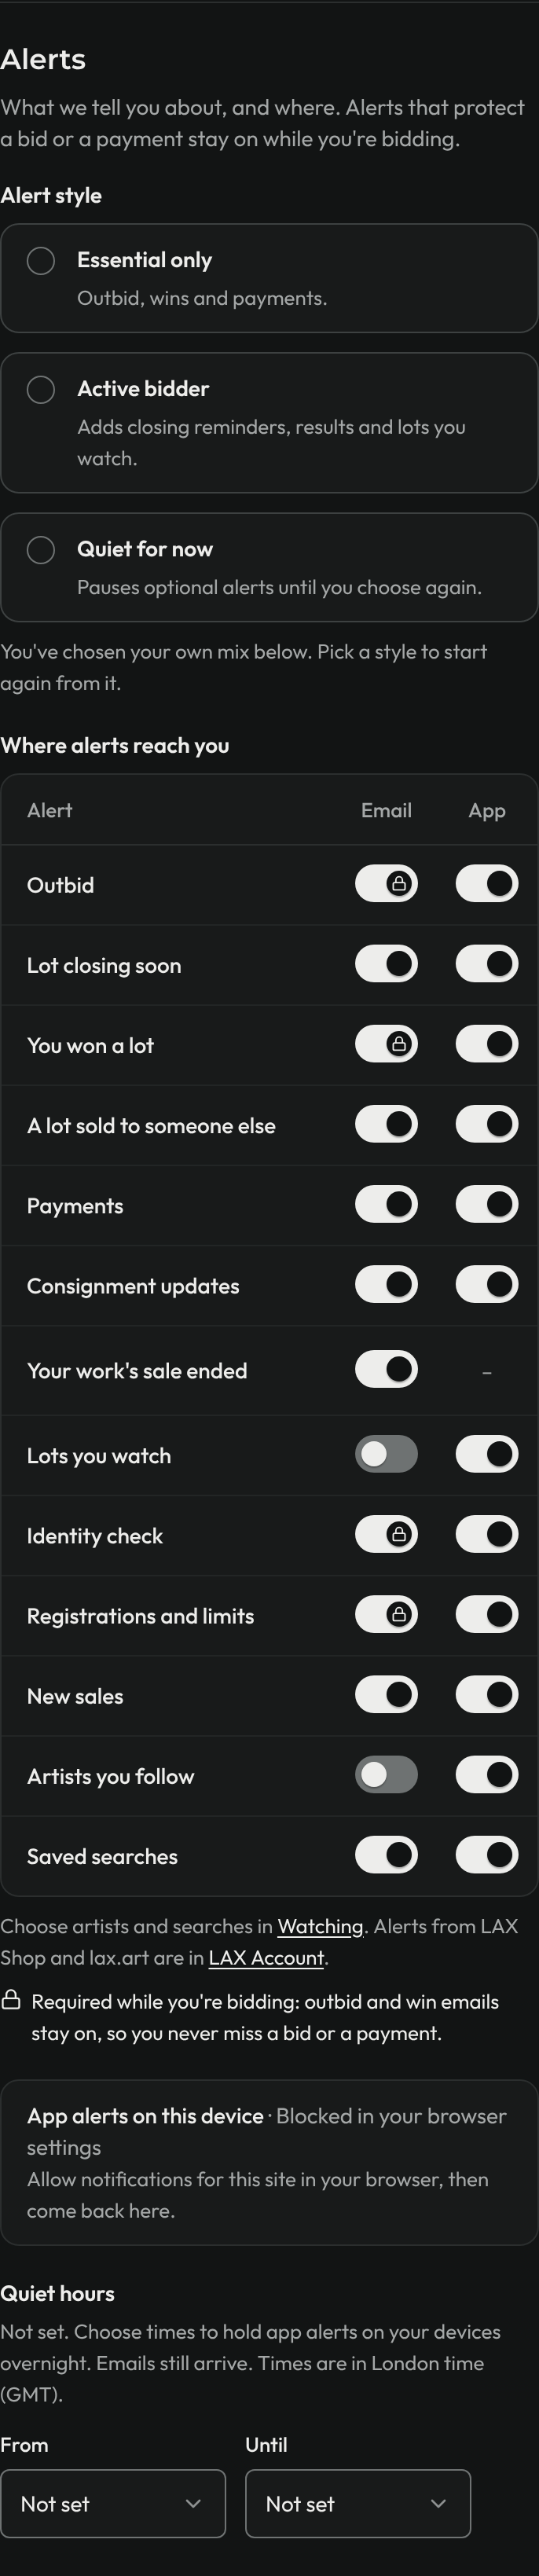 Alerts
What we tell you about, and where. Alerts that protect
a bid or a payment stay on while you're bidding.
Alert style
Essential only
Outbid, wins and payments.
Active bidder
Adds closing reminders, results and lots you
watch.
Quiet for now
Pauses optional alerts until you choose again.
You've chosen your own mix below. Pick a style to start
again from it.
Where alerts reach you
Alert Email App
Outbid
Lot closing soon
You won a lot
A lot sold to someone else
Payments
Consignment updates
Your work's sale ended –
Lots you watch
Identity check
Registrations and limits
New sales
Artists you follow
Saved searches
Choose artists and searches in Watching. Alerts from LAX
Shop and lax.art are in LAX Account.
Required while you're bidding: outbid and win emails
stay on, so you never miss a bid or a payment.
App alerts on this device · Blocked in your browser
settings
Allow notifications for this site in your browser, then
come back here.
Quiet hours
Not set. Choose times to hold app alerts on your devices
overnight. Emails still arrive. Times are in London time
(GMT).
From Until
Not set Not set